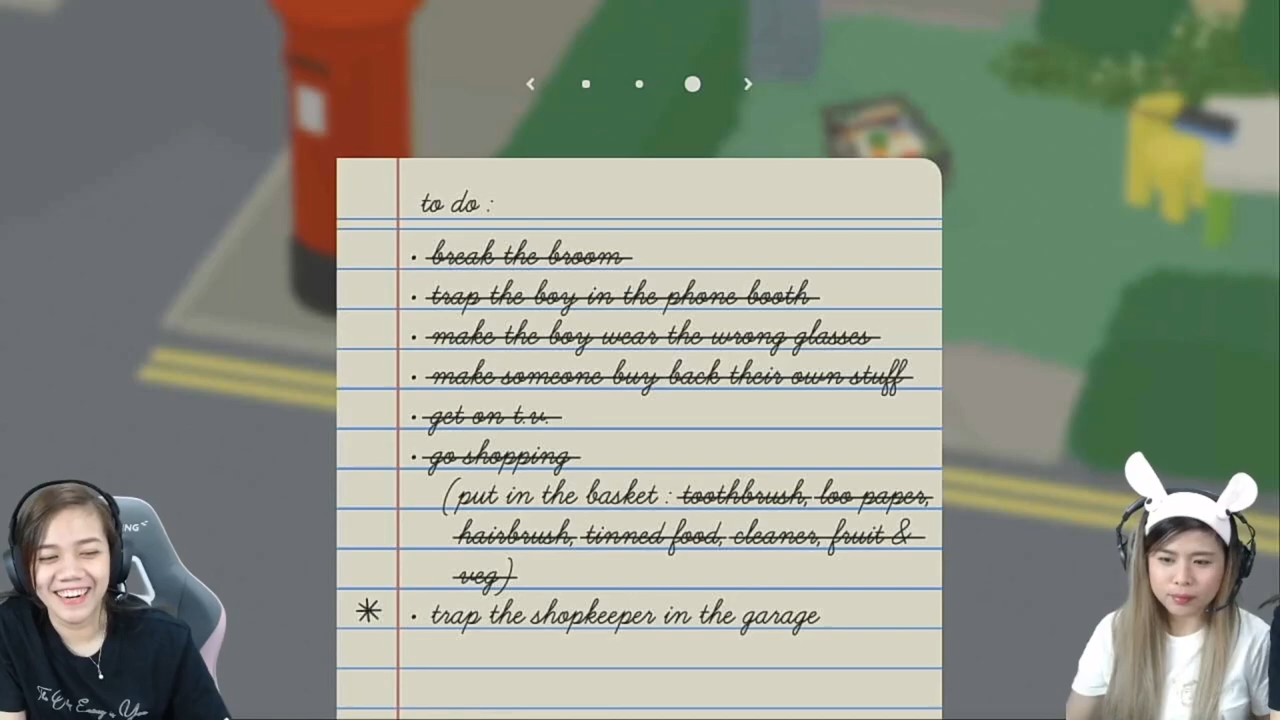 to do :
• break the broom
• trap the boy in the phone booth
• make the boy wear the wrong glasses
• make someone buy back their own stuff
• get on t.v.
• go shopping
(put in the basket : toothbrush, loo paper,
hairbrush, tinned food, cleaner, fruit &
veg)
* • trap the shopkeeper in the garage